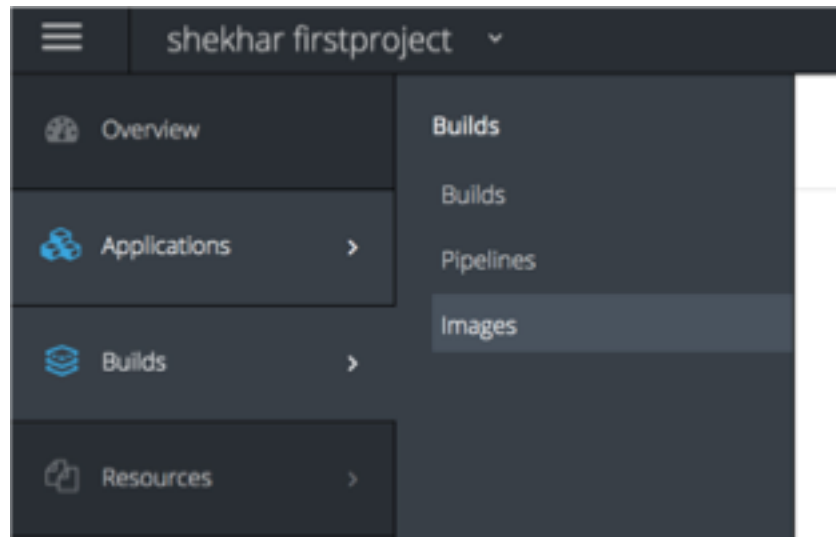 shekhar firstproject
Overview
Applications
Builds
Resources
Builds
Builds
Pipelines
Images